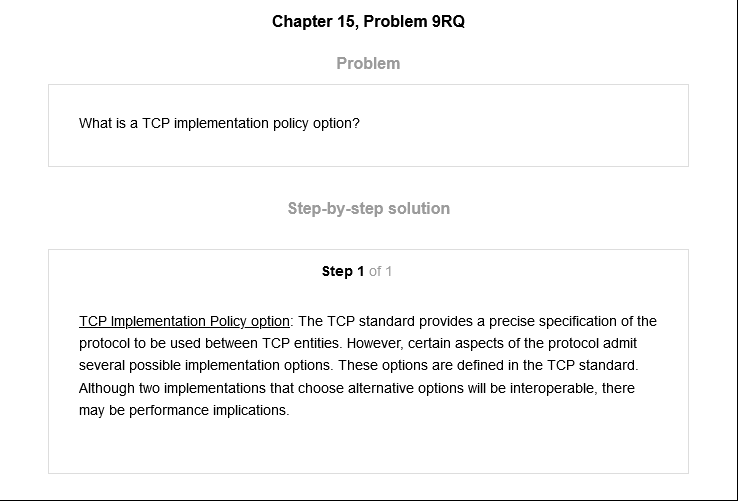 Chapter 15, Problem 9RQ
Problem
What is a TCP implementation policy option?
Step-by-step solution
Step 1 of 1
TCP Implementation Policy option: The TCP standard provides a precise specification of the
protocol to be used between TCP entities. However, certain aspects of the protocol admit
several possible implementation options. These options are defined in the TCP standard.
Although two implementations that choose alternative options will be interoperable, there
may be performance implications.